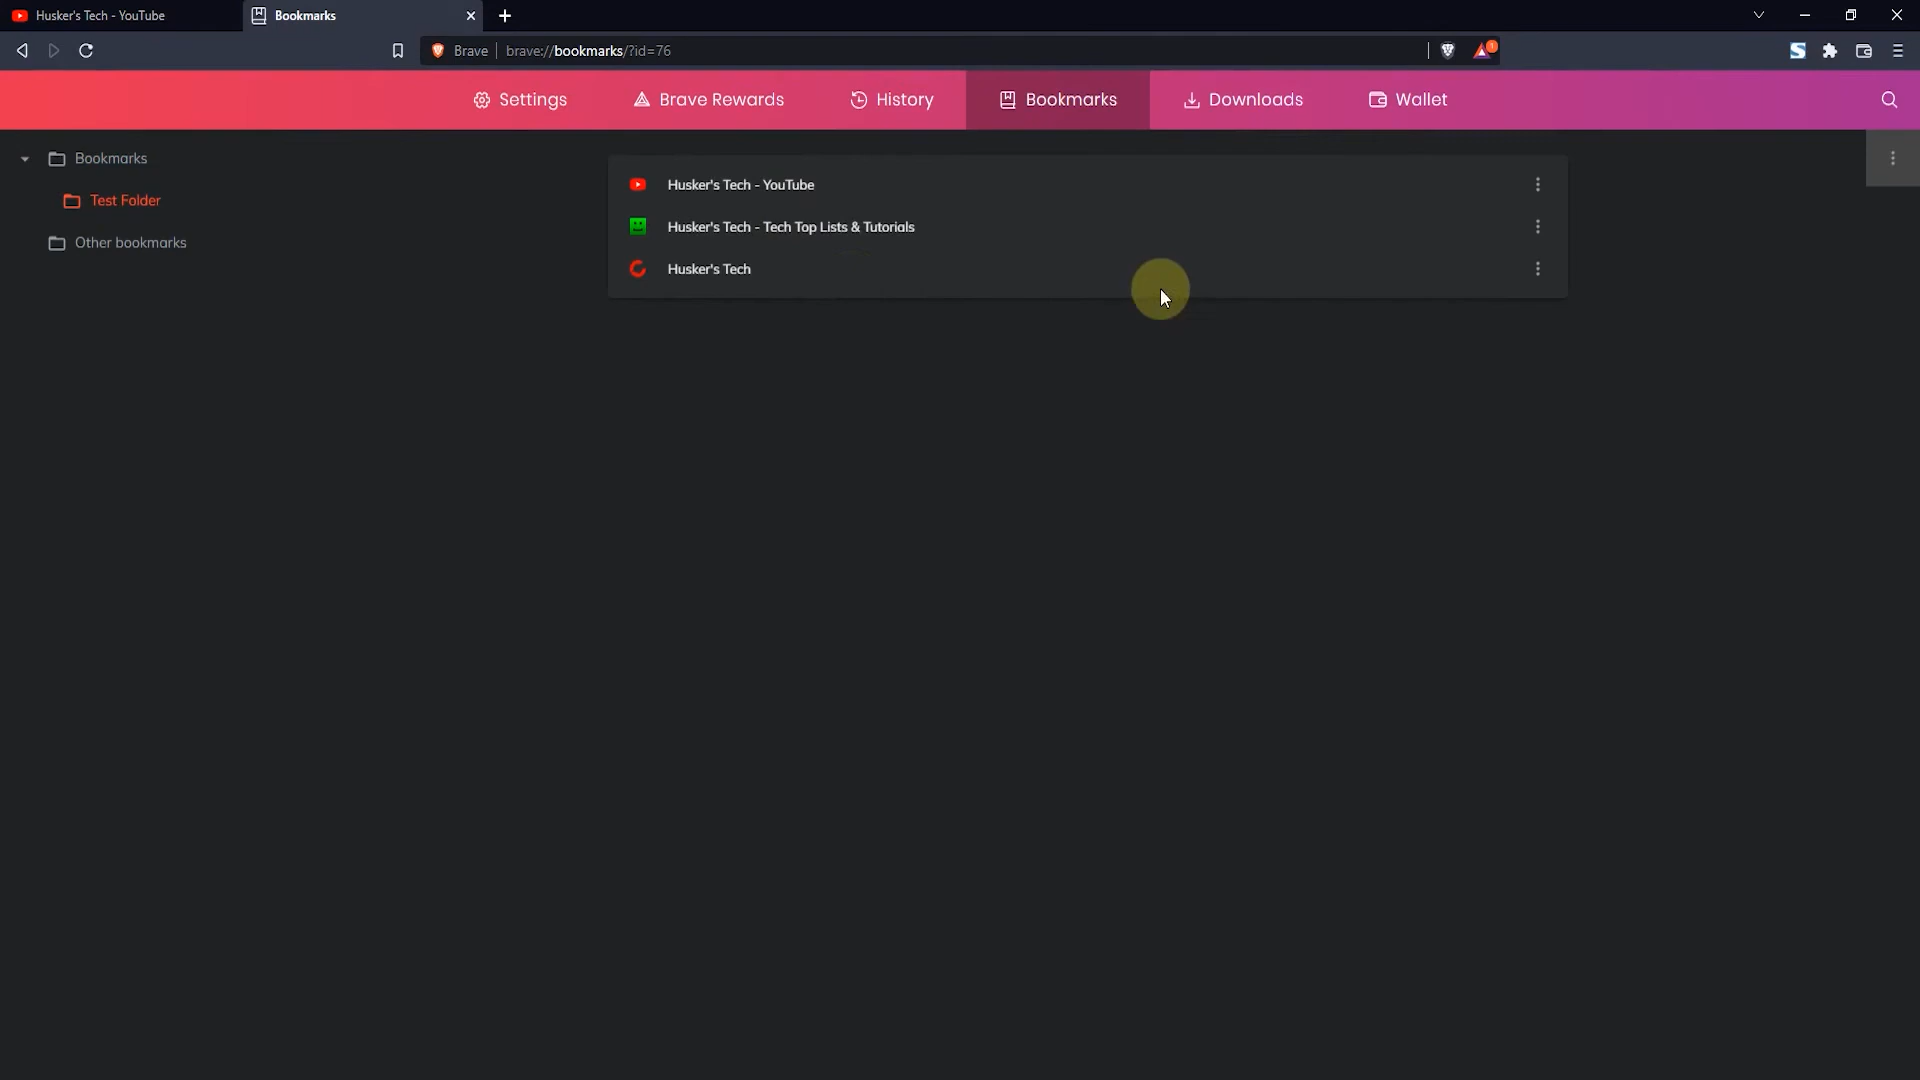 Husker's Tech - YouTube
Bookmarks
Brave
brave://bookmarks/?id=76
1
Settings
Brave Rewards
History
Bookmarks
Downloads
Wallet
Bookmarks
Test Folder
Other bookmarks
Husker's Tech - YouTube
Husker's Tech - Tech Top Lists & Tutorials
Husker's Tech